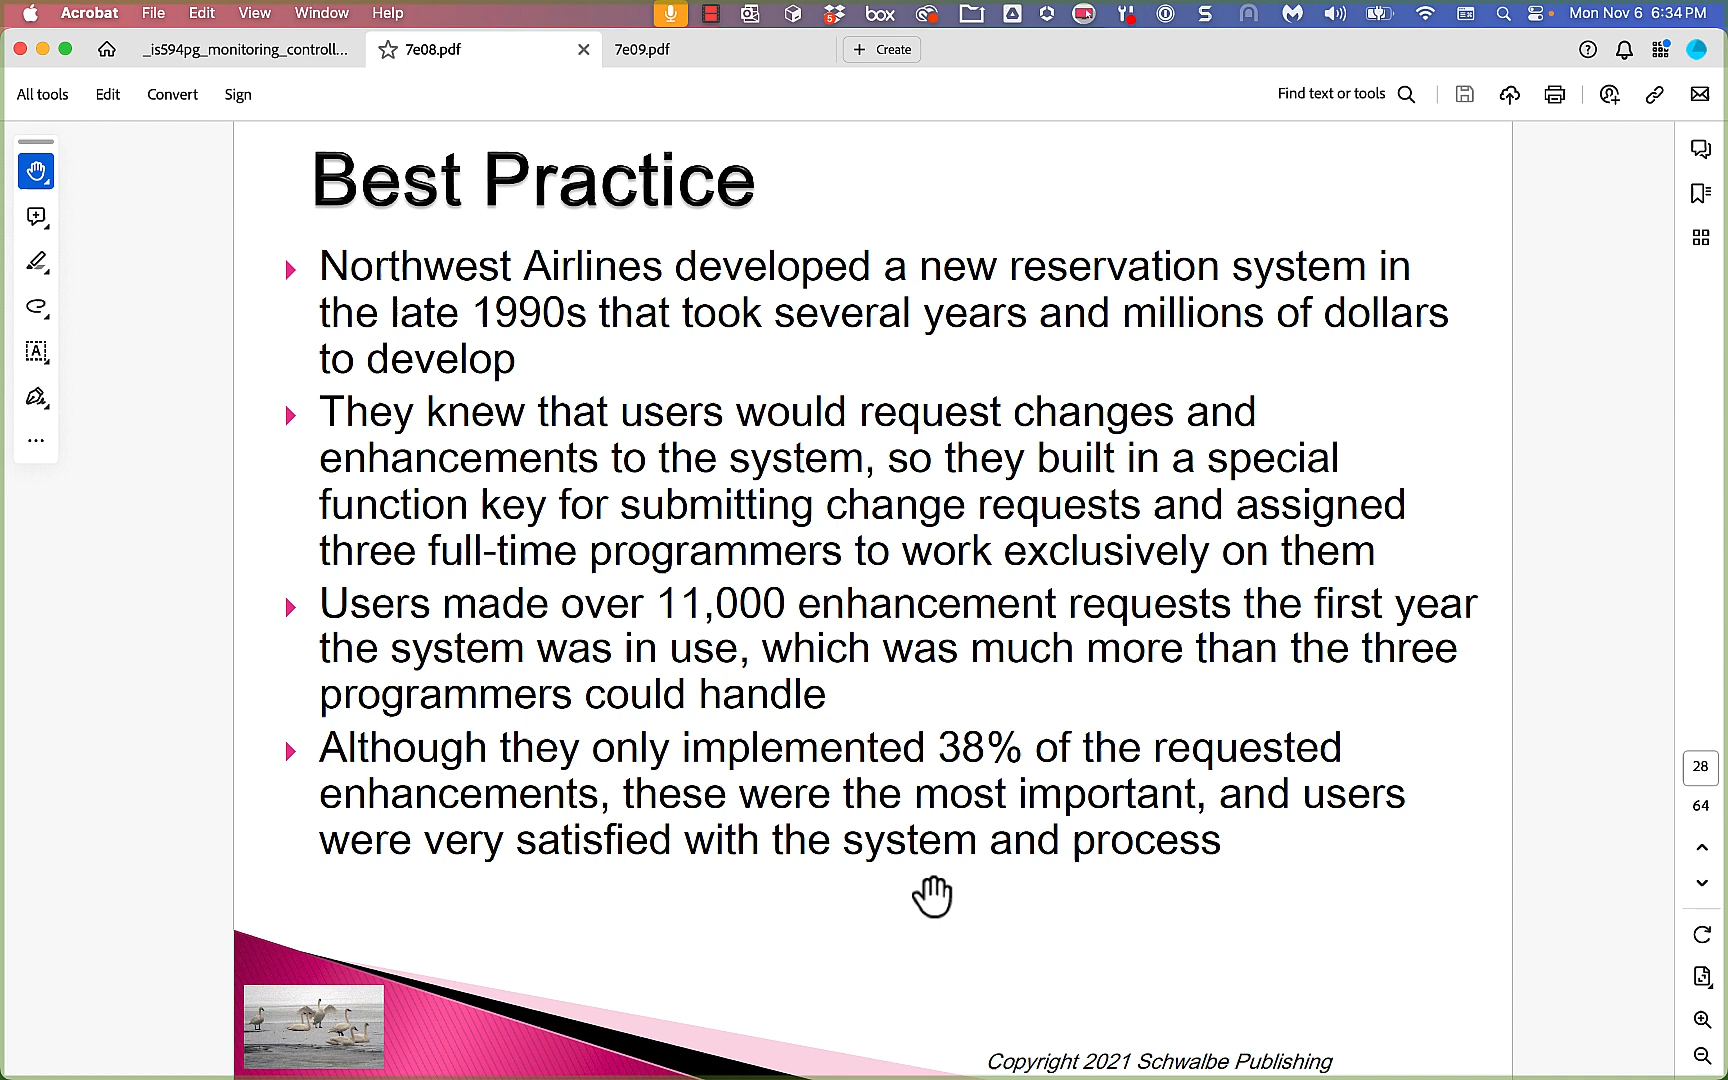 Acrobat File Edit View Window Help 5 box Mon Nov 6 6:34 PM
_is594pg_monitoring_controll... 7e08.pdf 7e09.pdf Create
All tools Edit Convert Sign Find text or tools
Best Practice
Northwest Airlines developed a new reservation system in
the late 1990s that took several years and millions of dollars
to develop
They knew that users would request changes and
enhancements to the system, so they built in a special
function key for submitting change requests and assigned
three full-time programmers to work exclusively on them
Users made over 11,000 enhancement requests the first year
the system was in use, which was much more than the three
programmers could handle
Although they only implemented 38% of the requested
enhancements, these were the most important, and users
were very satisfied with the system and process
28
64
Copyright 2021 Schwalbe Publishing